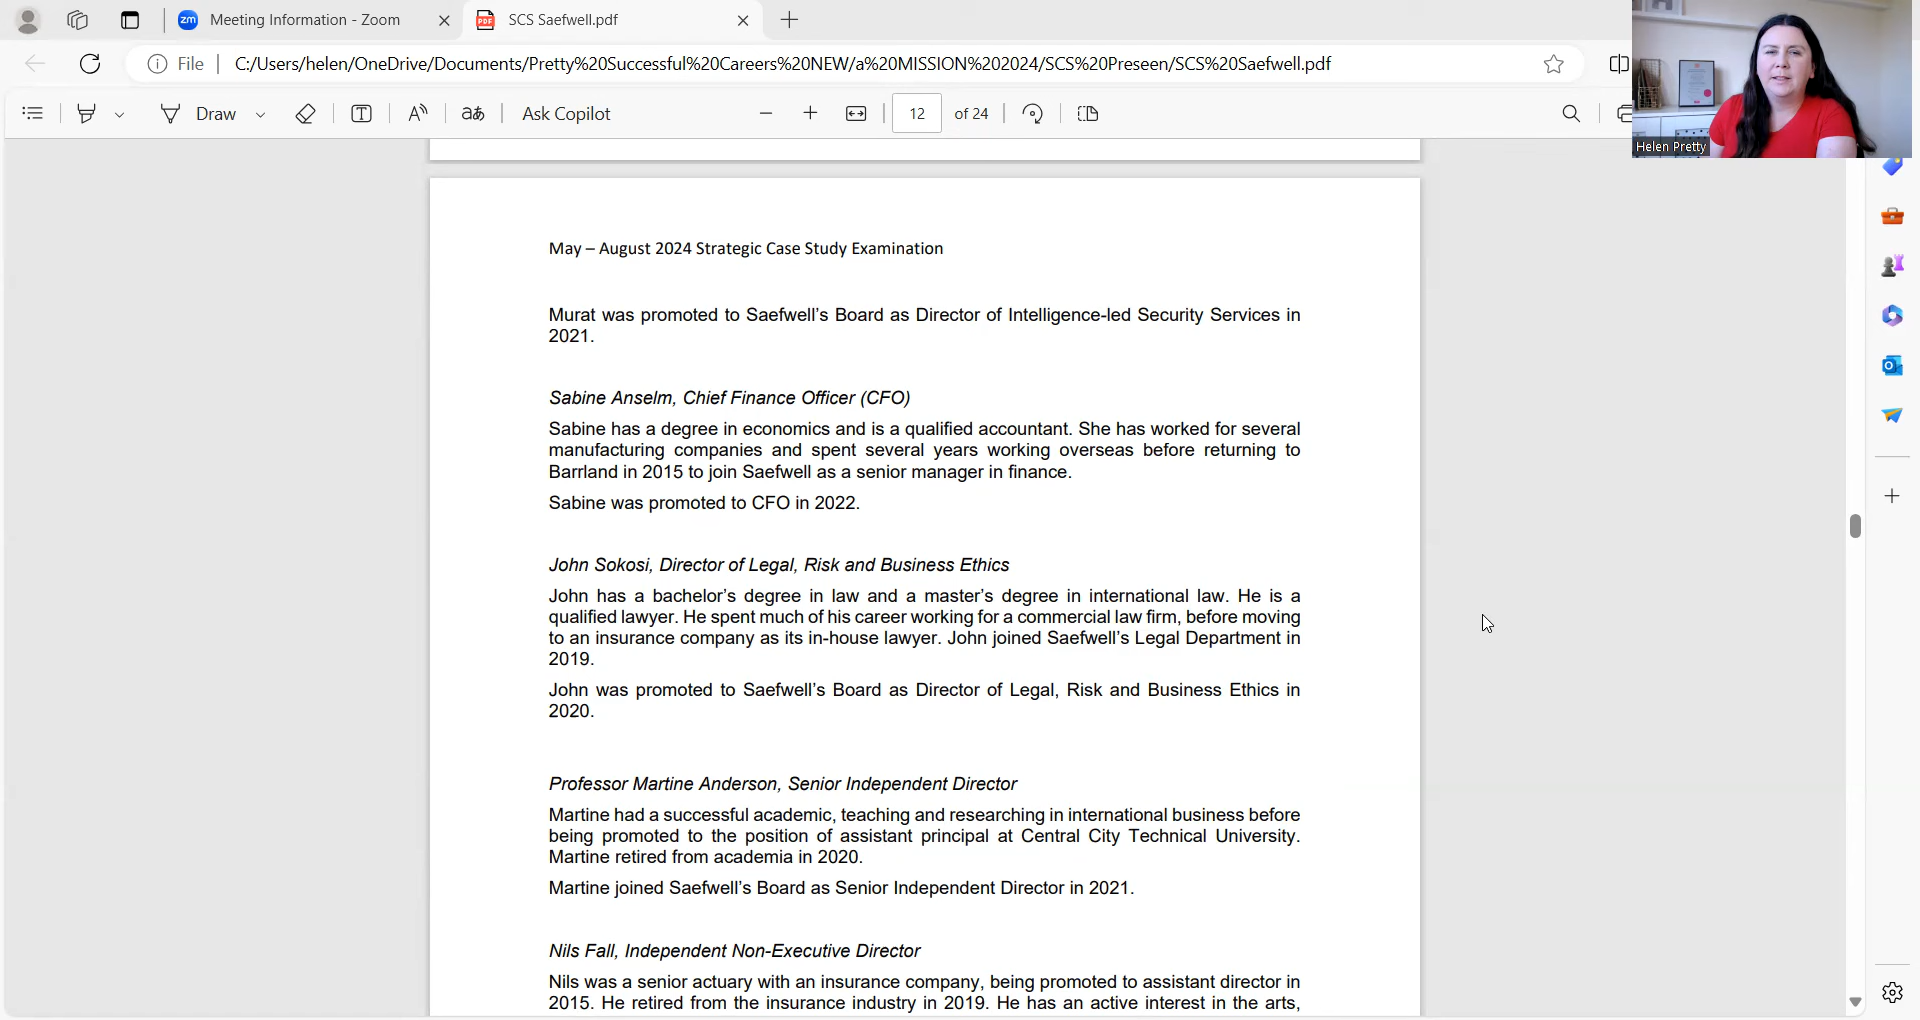 Meeting Information - Zoom
SCS Saefwell.pdf
File
C:/Users/helen/OneDrive/Documents/Pretty%20Successful%20Careers%20NEW/a%20MISSION%202024/SCS%20Preseen/SCS%20Saefwell.pdf
Draw
Ask Copilot
12 of 24
Helen Pretty
May – August 2024 Strategic Case Study Examination
Murat was promoted to Saefwell’s Board as Director of Intelligence-led Security Services in
2021.
Sabine Anselm, Chief Finance Officer (CFO)
Sabine has a degree in economics and is a qualified accountant. She has worked for several
manufacturing companies and spent several years working overseas before returning to
Barrland in 2015 to join Saefwell as a senior manager in finance.
Sabine was promoted to CFO in 2022.
John Sokosi, Director of Legal, Risk and Business Ethics
John has a bachelor’s degree in law and a master’s degree in international law. He is a
qualified lawyer. He spent much of his career working for a commercial law firm, before moving
to an insurance company as its in-house lawyer. John joined Saefwell’s Legal Department in
2019.
John was promoted to Saefwell’s Board as Director of Legal, Risk and Business Ethics in
2020.
Professor Martine Anderson, Senior Independent Director
Martine had a successful academic, teaching and researching in international business before
being promoted to the position of assistant principal at Central City Technical University.
Martine retired from academia in 2020.
Martine joined Saefwell’s Board as Senior Independent Director in 2021.
Nils Fall, Independent Non-Executive Director
Nils was a senior actuary with an insurance company, being promoted to assistant director in
2015. He retired from the insurance industry in 2019. He has an active interest in the arts,